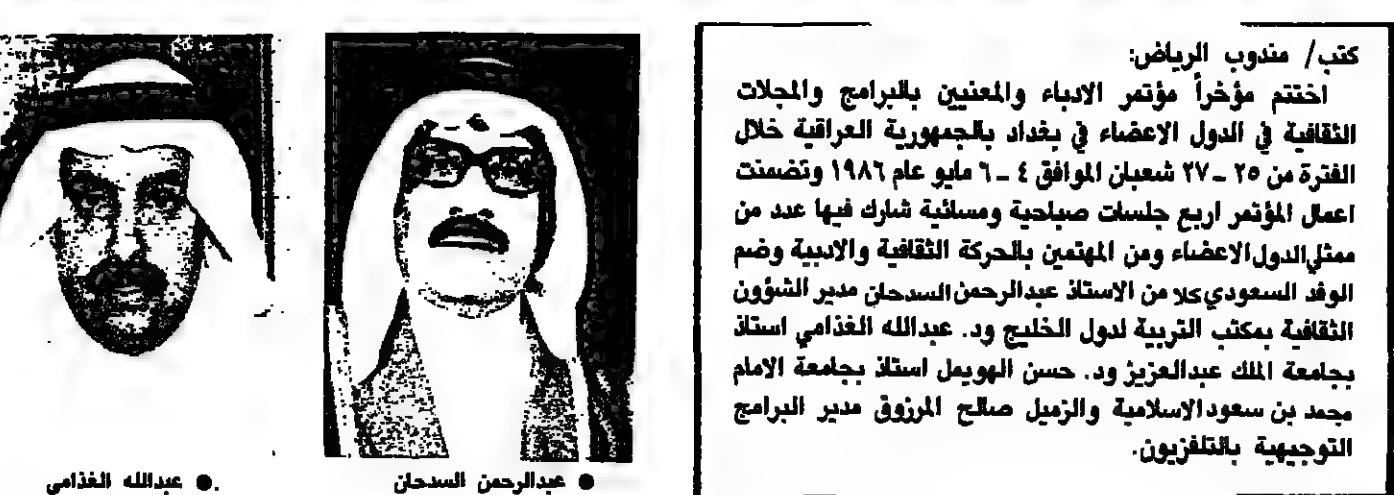 كتب/ مندوب الرياض:
اختتم مؤخراً مؤتمر الادباء والمعنيين بالبرامج والمجلات
الثقافية في الدول الاعضاء في بغداد بالجمهورية العراقية خلال
الفترة من ٢٥ ــ ٢٧ شعبان الموافق ٤ ــ ٦ مايو عام ١٩٨٦ وتضمنت
اعمال المؤتمر اربع جلسات صباحية ومسائية شارك فيها عدد من
ممثلي الدول الاعضاء ومن المهتمين بالحركة الثقافية والادبية وضم
الوفد السعودي كلا من الاستاذ عبدالرحمن السدحان مدير الشؤون
الثقافية بمكتب التربية لدول الخليج ود. عبدالله الغذامي استاذ
بجامعة الملك عبدالعزيز ود. حسن الهويمل استاذ بجامعة الامام
محمد بن سعود الاسلامية والزميل صالح المرزوق مدير البرامج
التوجيهية بالتلفزيون.
● عبدالرحمن السدحان
● عبدالله الغذامي.